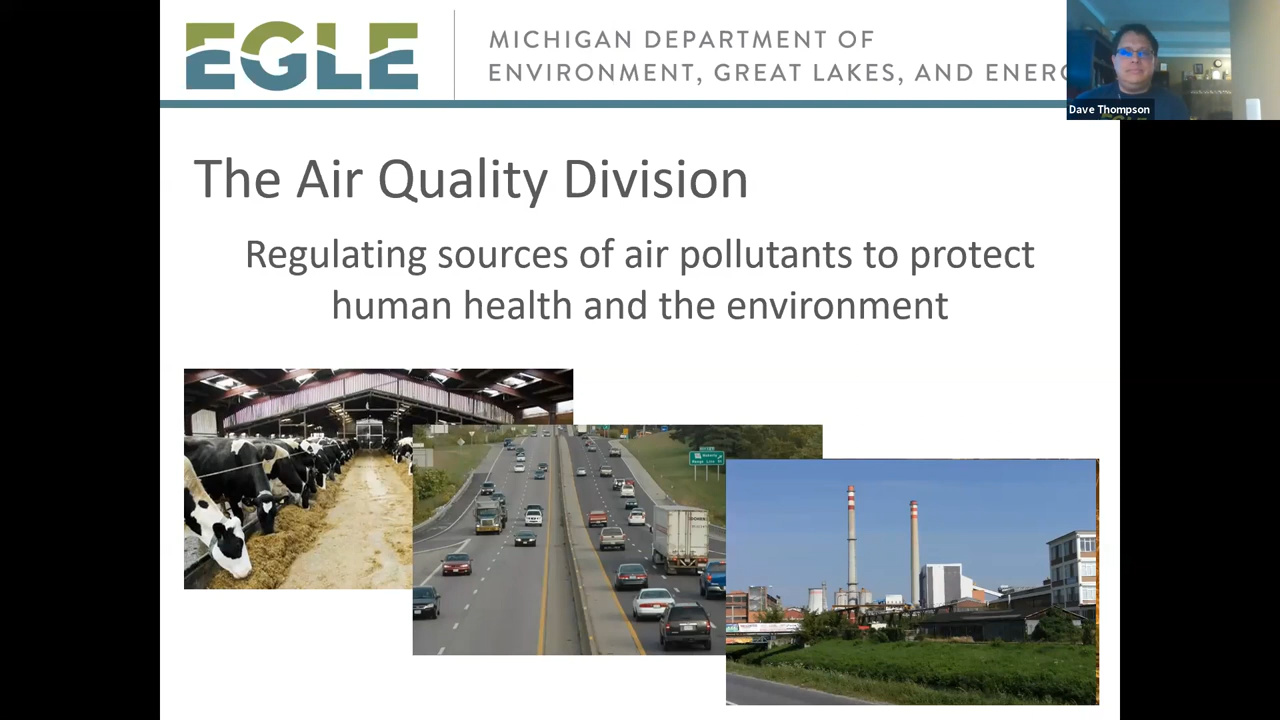 EGLE
MICHIGAN DEPARTMENT OF
ENVIRONMENT, GREAT LAKES, AND ENERG
Dave Thompson
The Air Quality Division
Regulating sources of air pollutants to protect
human health and the environment